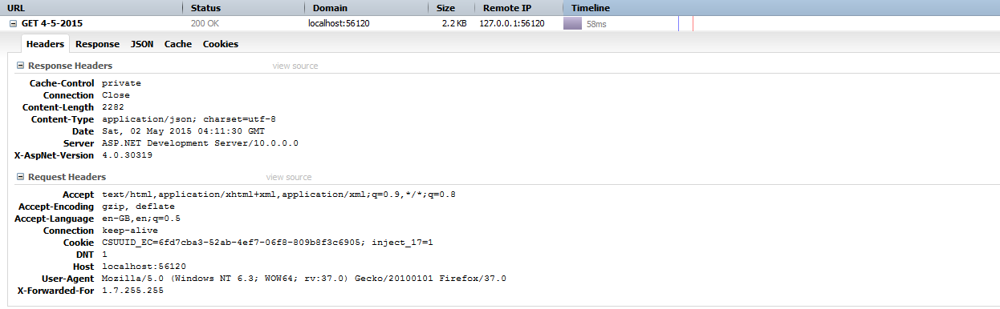 URL Status Domain Size Remote IP Timeline
GET 4-5-2015 200 OK localhost:56120 2.2 KB 127.0.0.1:56120 58ms
Headers Response JSON Cache Cookies
Response Headers view source
Cache-Control private
Connection Close
Content-Length 2282
Content-Type application/json; charset=utf-8
Date Sat, 02 May 2015 04:11:30 GMT
Server ASP.NET Development Server/10.0.0.0
X-AspNet-Version 4.0.30319
Request Headers view source
Accept text/html,application/xhtml+xml,application/xml;q=0.9,*/*;q=0.8
Accept-Encoding gzip, deflate
Accept-Language en-GB,en;q=0.5
Connection keep-alive
Cookie CSUUID_EC=6fd7cba3-52ab-4ef7-06f8-809b8f3c6905; inject_17=1
DNT 1
Host localhost:56120
User-Agent Mozilla/5.0 (Windows NT 6.3; WOW64; rv:37.0) Gecko/20100101 Firefox/37.0
X-Forwarded-For 1.7.255.255